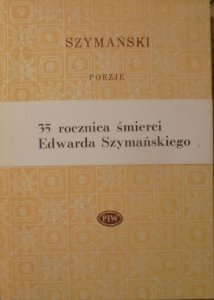 SZYMAŃSKI
POEZJE
35 rocznica śmierci
Edwarda Szymańskiego
PIW